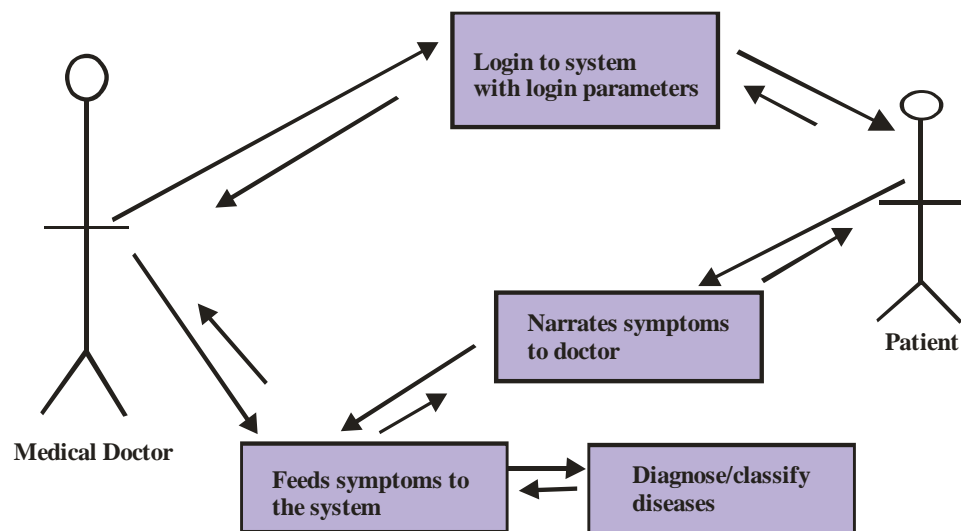 Login to system
with login parameters
Narrates symptoms
to doctor
Patient
Medical Doctor
Feeds symptoms to
the system
Diagnose/classify
diseases